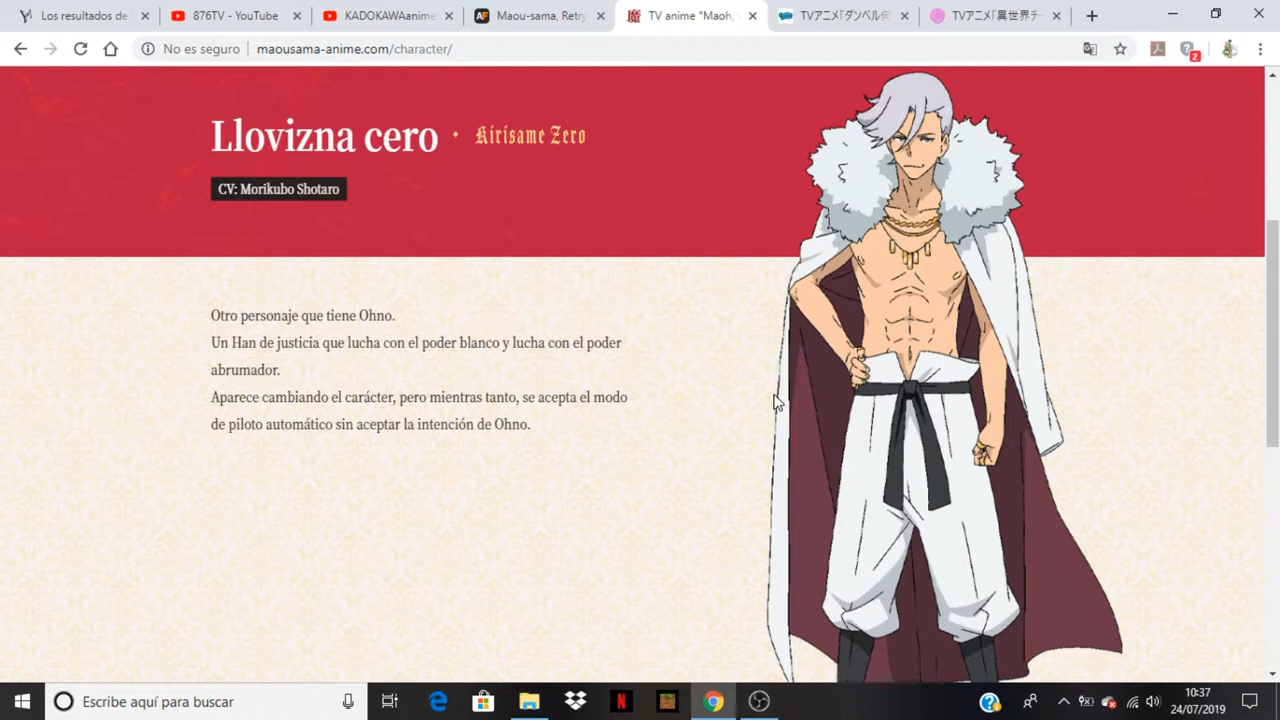 Los resultados de
876TV - YouTube
KADOKAWAanime
Maou-sama, Retry
TV anime "Maoh,
TVアニメ「ダンベル何
TVアニメ「異世界チー
No es seguro
maousama-anime.com/character/
2
Llovizna cero
Kirisame Zero
CV: Morikubo Shotaro
Otro personaje que tiene Ohno.
Un Han de justicia que lucha con el poder blanco y lucha con el poder
abrumador.
Aparece cambiando el carácter, pero mientras tanto, se acepta el modo
de piloto automático sin aceptar la intención de Ohno.
Escribe aquí para buscar
10:37
24/07/2019